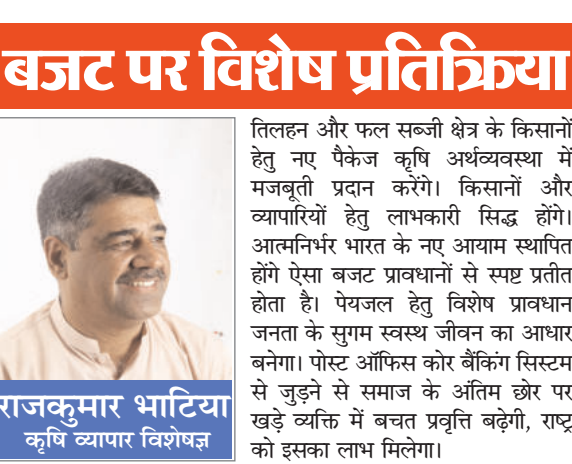 बजट पर विशेष प्रतिक्रिया
तिलहन और फल सब्जी क्षेत्र के किसानों
हेतु नए पैकेज कृषि अर्थव्यवस्था में
मजबूती प्रदान करेंगे। किसानों और
व्यापारियों हेतु लाभकारी सिद्ध होंगे।
आत्मनिर्भर भारत के नए आयाम स्थापित
होंगे ऐसा बजट प्रावधानों से स्पष्ट प्रतीत
होता है। पेयजल हेतु विशेष प्रावधान
जनता के सुगम स्वस्थ जीवन का आधार
बनेगा। पोस्ट ऑफिस कोर बैंकिंग सिस्टम
से जुड़ने से समाज के अंतिम छोर पर
खड़े व्यक्ति में बचत प्रवृत्ति बढ़ेगी, राष्ट्र
को इसका लाभ मिलेगा।
राजकुमार भाटिया
कृषि व्यापार विशेषज्ञ